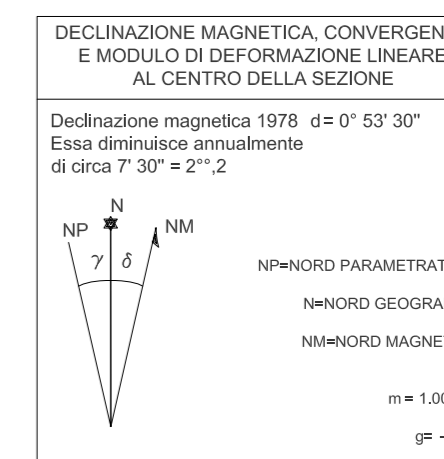 DECLINAZIONE MAGNETICA, CONVERGEN
E MODULO DI DEFORMAZIONE LINEARE
AL CENTRO DELLA SEZIONE
Declinazione magnetica 1978 d= 0° 53' 30"
Essa diminuisce annualmente
di circa 7' 30" = 2°°,2
N
NP NM
γ δ
NP=NORD PARAMETRAT
N=NORD GEOGRA
NM=NORD MAGNE
m = 1.00
g= -